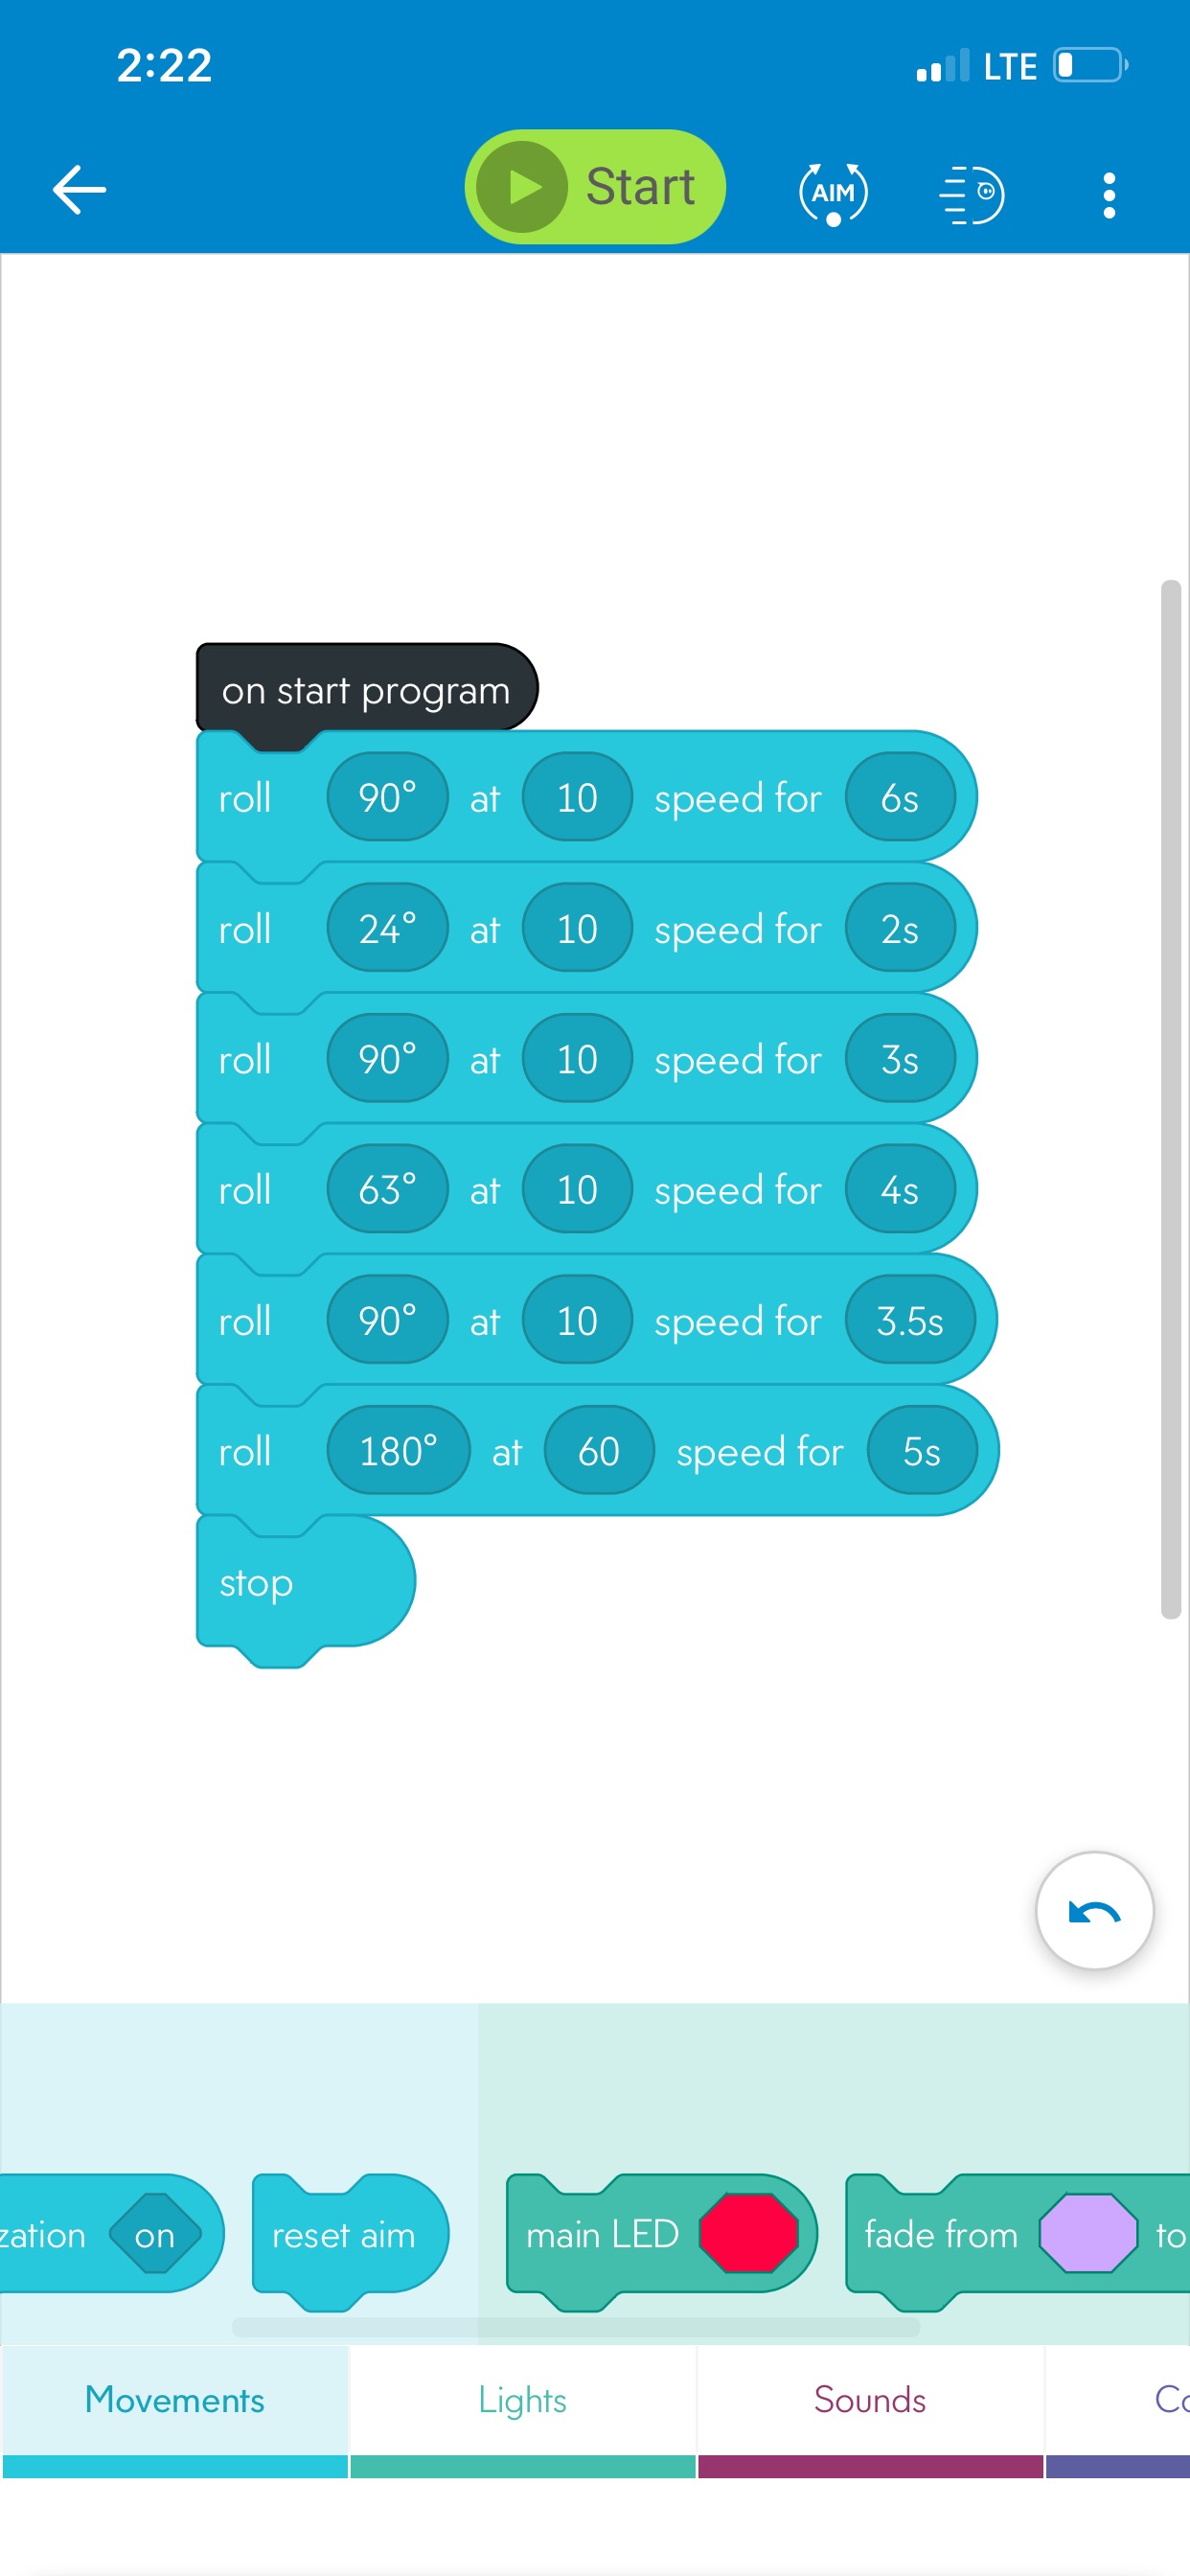 2:22 LTE
Start AIM
on start program
roll 90° at 10 speed for 6s
roll 24° at 10 speed for 2s
roll 90° at 10 speed for 3s
roll 63° at 10 speed for 4s
roll 90° at 10 speed for 3.5s
roll 180° at 60 speed for 5s
stop
zation on reset aim main LED fade from to
Movements Lights Sounds Co